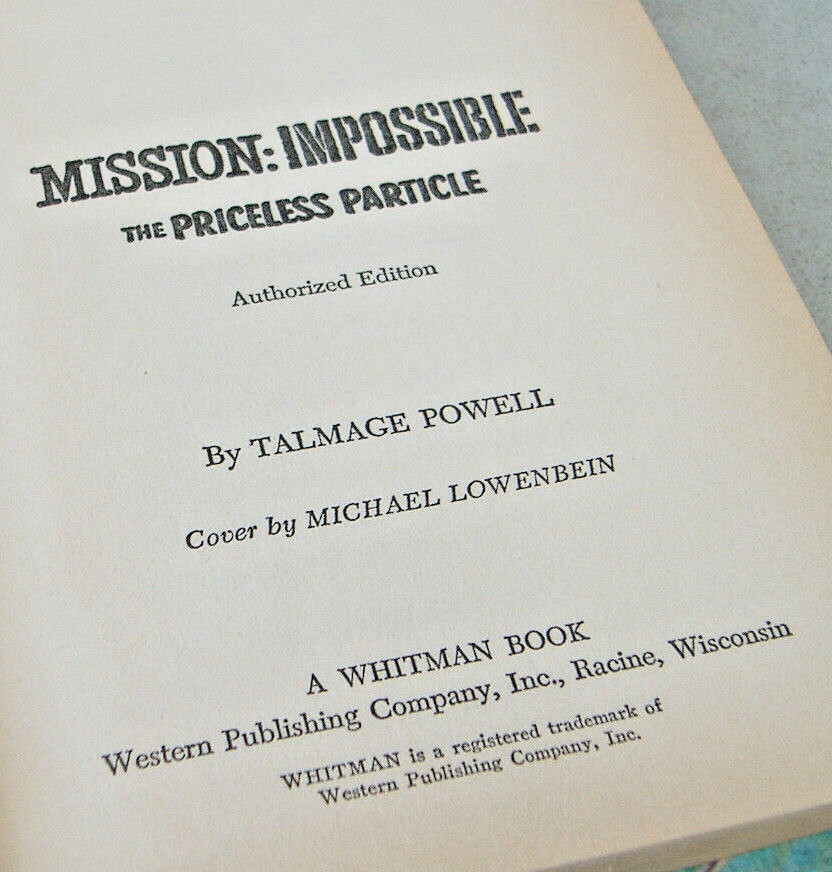 MISSION: IMPOSSIBLE
THE PRICELESS PARTICLE
Authorized Edition
By TALMAGE POWELL
Cover by MICHAEL LOWENBEIN
A WHITMAN BOOK
Western Publishing Company, Inc., Racine, Wisconsin
WHITMAN is a registered trademark of
Western Publishing Company, Inc.